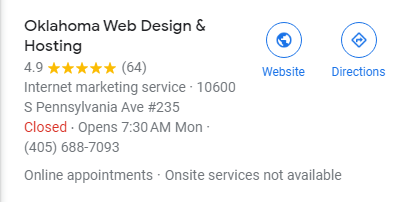 Oklahoma Web Design &
Hosting
4.9 ★★★★★ (64)
Internet marketing service · 10600
S Pennsylvania Ave #235
Closed · Opens 7:30 AM Mon ·
(405) 688-7093
Online appointments · Onsite services not available
Website
Directions